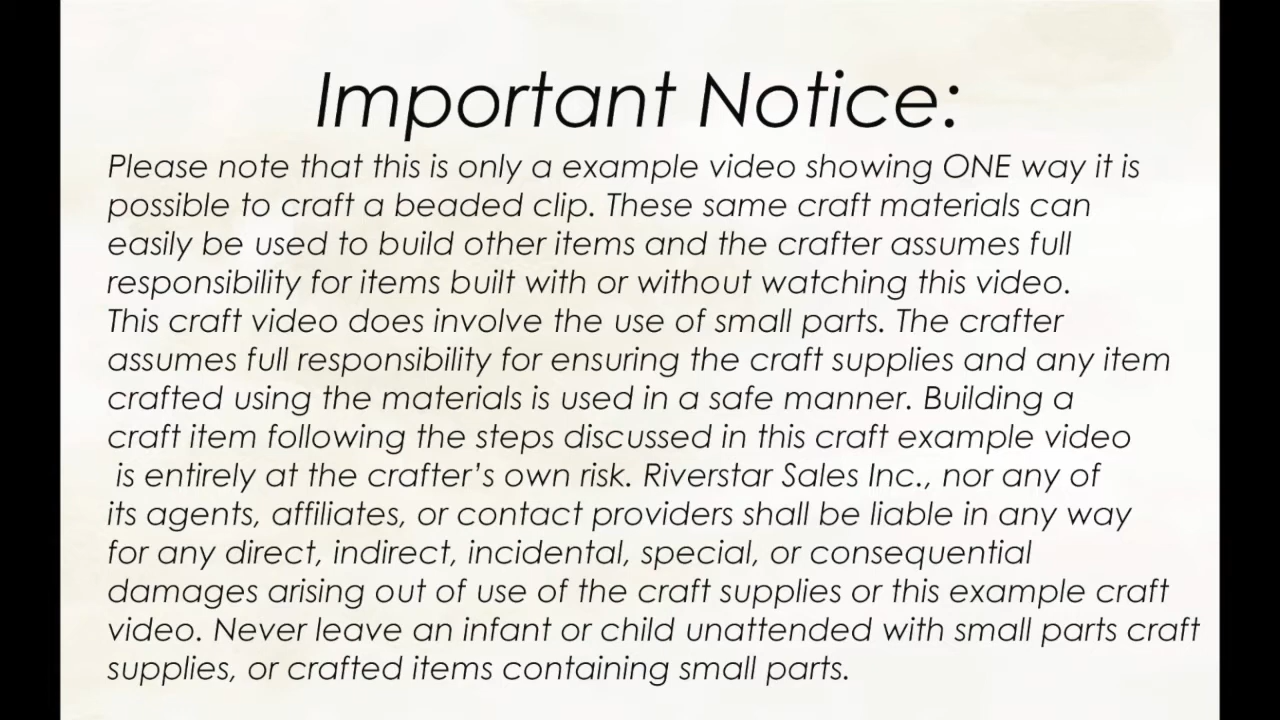 Important Notice:
Please note that this is only a example video showing ONE way it is
possible to craft a beaded clip. These same craft materials can
easily be used to build other items and the crafter assumes full
responsibility for items built with or without watching this video.
This craft video does involve the use of small parts. The crafter
assumes full responsibility for ensuring the craft supplies and any item
crafted using the materials is used in a safe manner. Building a
craft item following the steps discussed in this craft example video
is entirely at the crafter’s own risk. Riverstar Sales Inc., nor any of
its agents, affiliates, or contact providers shall be liable in any way
for any direct, indirect, incidental, special, or consequential
damages arising out of use of the craft supplies or this example craft
video. Never leave an infant or child unattended with small parts craft
supplies, or crafted items containing small parts.